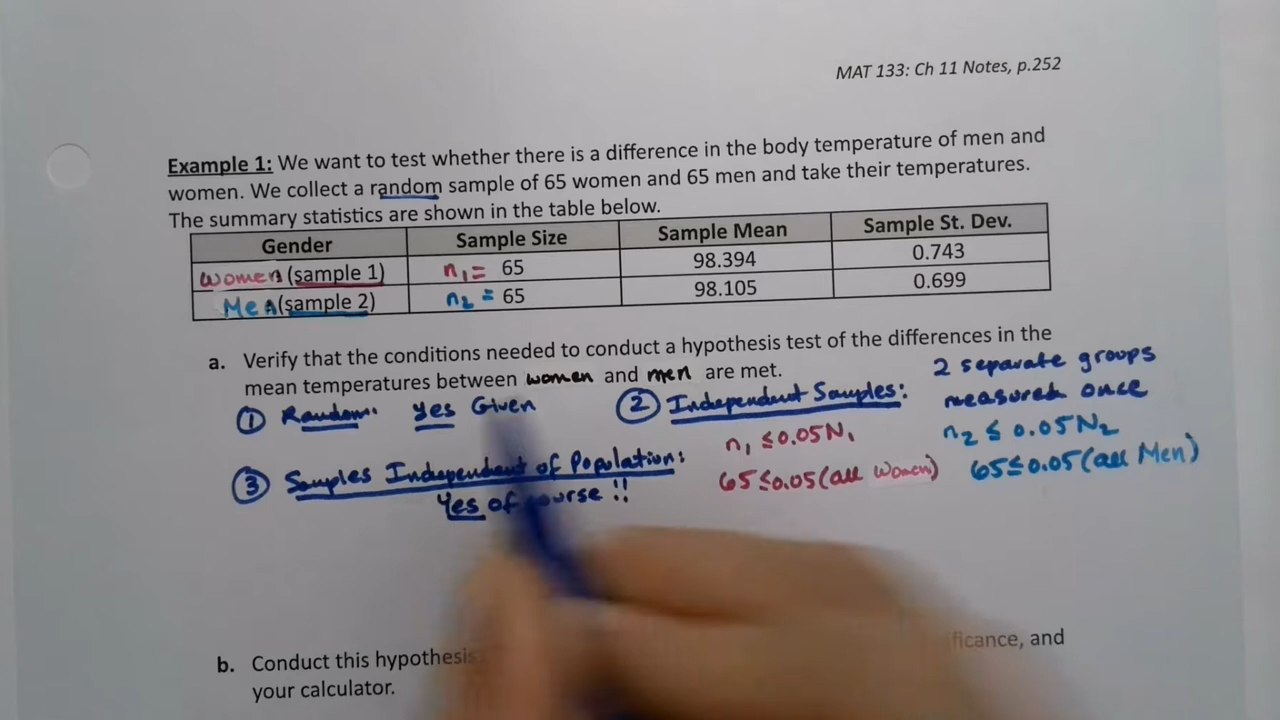 MAT 133: Ch 11 Notes, p.252
Example 1: We want to test whether there is a difference in the body temperature of men and
women. We collect a random sample of 65 women and 65 men and take their temperatures.
The summary statistics are shown in the table below.
Gender Sample Size Sample Mean Sample St. Dev.
Women (sample 1) n₁= 65 98.394 0.743
Men (sample 2) n₂ = 65 98.105 0.699
a. Verify that the conditions needed to conduct a hypothesis test of the differences in the
mean temperatures between women and men are met.
① Random: Yes Given ② Independent Samples: 2 separate groups
measured once
n₁ ≤ 0.05N₁ n₂ ≤ 0.05N₂
③ Samples Independent of Population: 65≤0.05(all Women) 65≤0.05(all Men)
Yes of course !!
b. Conduct this hypothesis ficance, and
your calculator.